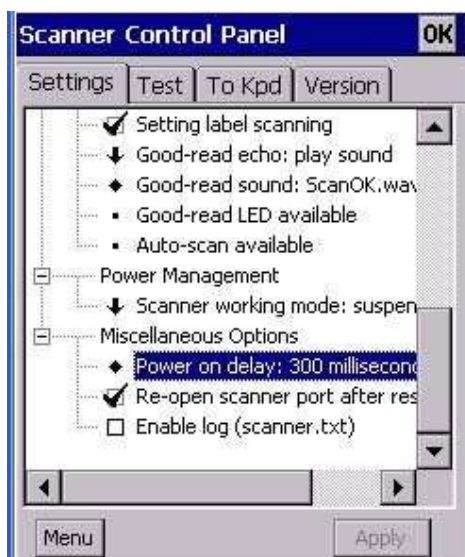 Scanner Control Panel OK
Settings Test To Kpd Version
Setting label scanning
Good-read echo: play sound
Good-read sound: ScanOK.wav
Good-read LED available
Auto-scan available
Power Management
Scanner working mode: suspen
Miscellaneous Options
Power on delay: 300 millisecond
Re-open scanner port after res
Enable log (scanner.txt)
Menu Apply